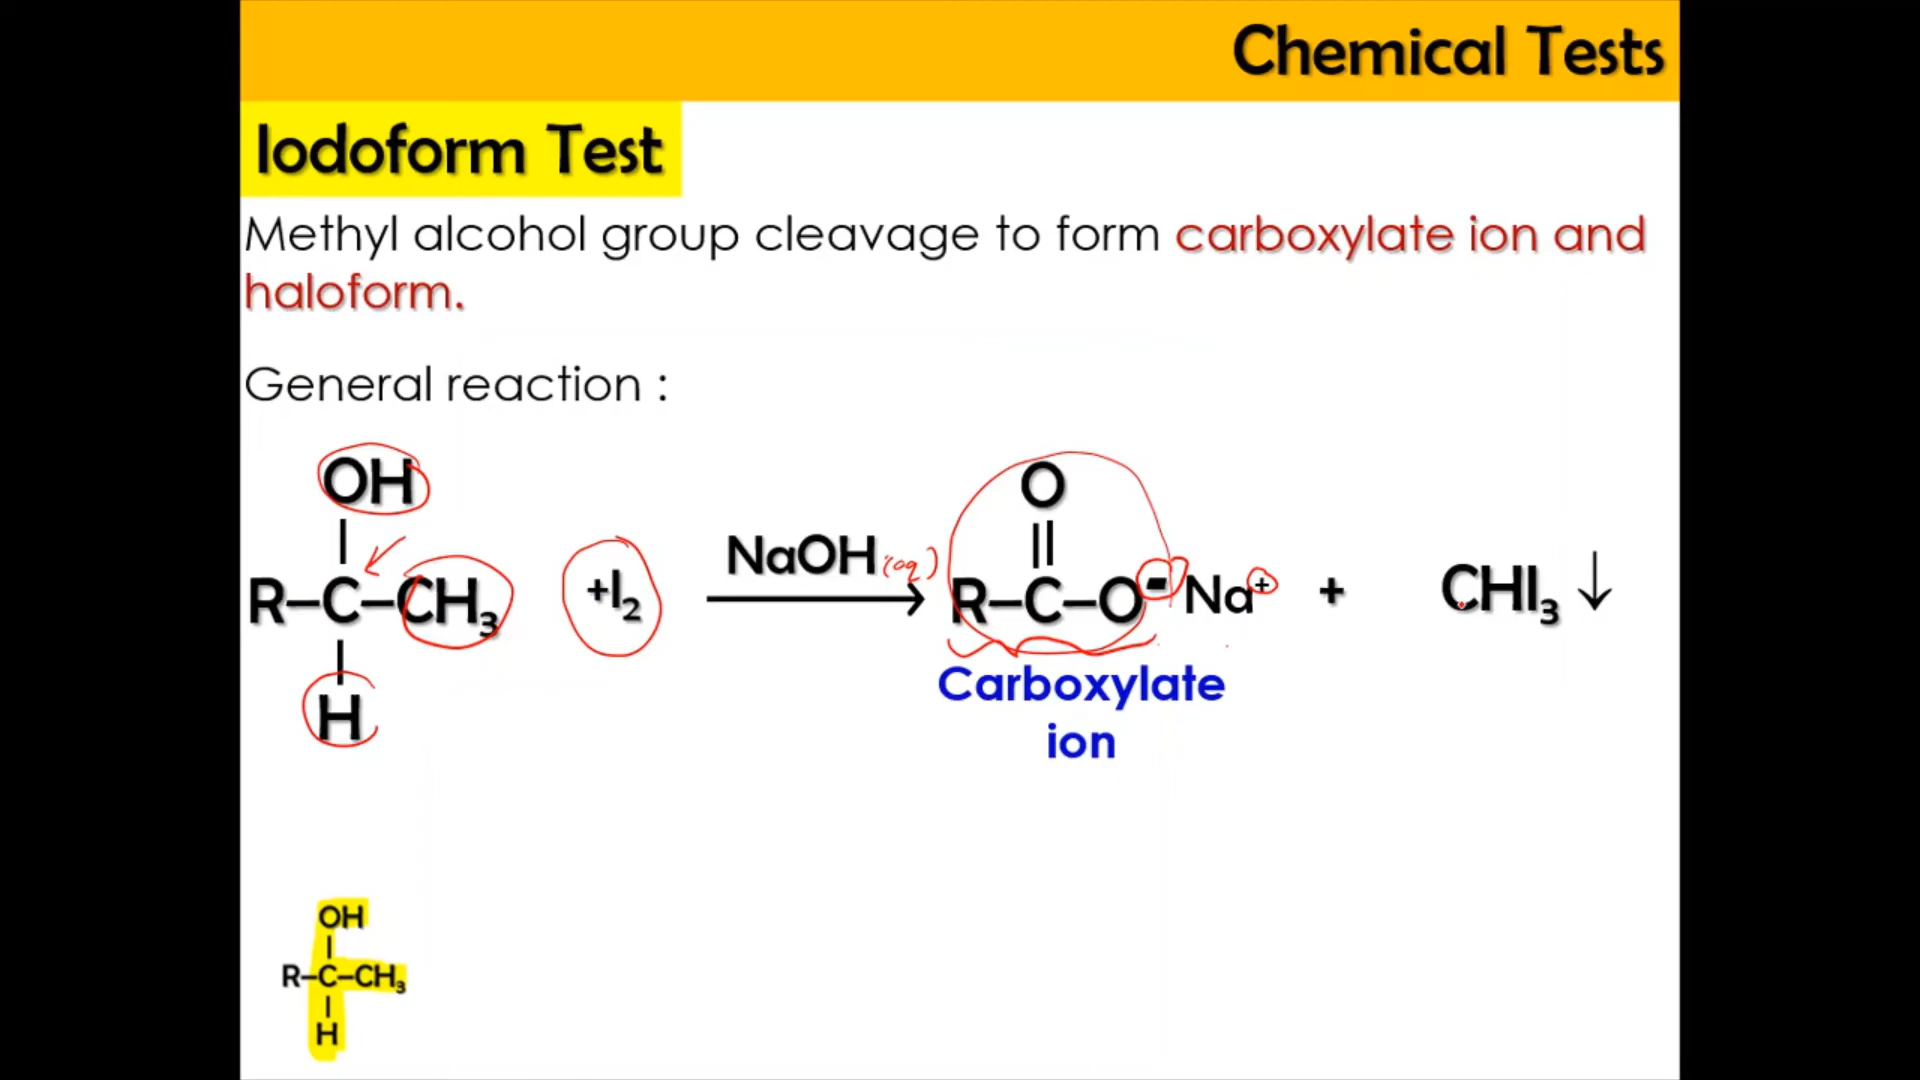 Chemical Tests
Iodoform Test
Methyl alcohol group cleavage to form carboxylate ion and
haloform.
General reaction :
OH
|
R–C–CH₃ +I₂ NaOH(aq) R–C–O⁻Na⁺ + CHI₃ ↓
|
H
O
||
Carboxylate
ion
OH
|
R–C–CH₃
|
H